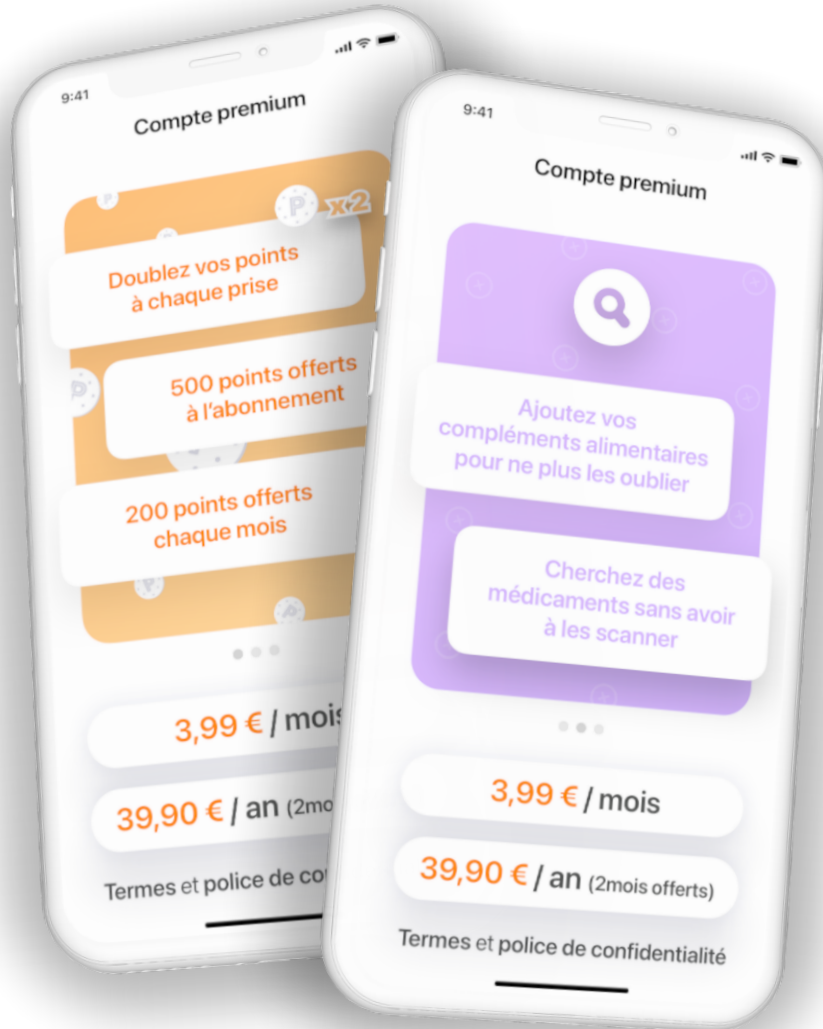 9:41
Compte premium
P
P x2
Doublez vos points
à chaque prise
500 points offerts
à l'abonnement
P
200 points offerts
chaque mois
P
P
3,99 € / mois
39,90 € / an (2mo
Termes et police de co
9:41
Compte premium
Ajoutez vos
compléments alimentaires
pour ne plus les oublier
Cherchez des
médicaments sans avoir
à les scanner
3,99 € / mois
39,90 € / an (2mois offerts)
Termes et police de confidentialité